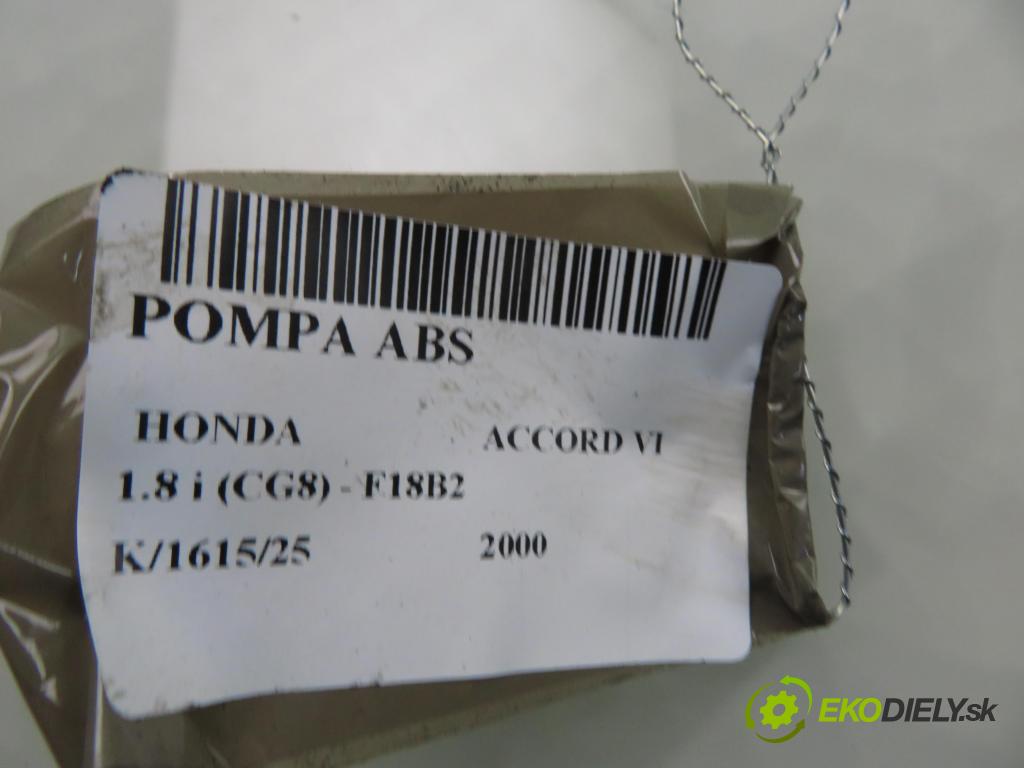 POMPA ABS
HONDA ACCORD VI
1.8 i (CG8) - F18B2
K/1615/25 2000
EKODIELY.sk